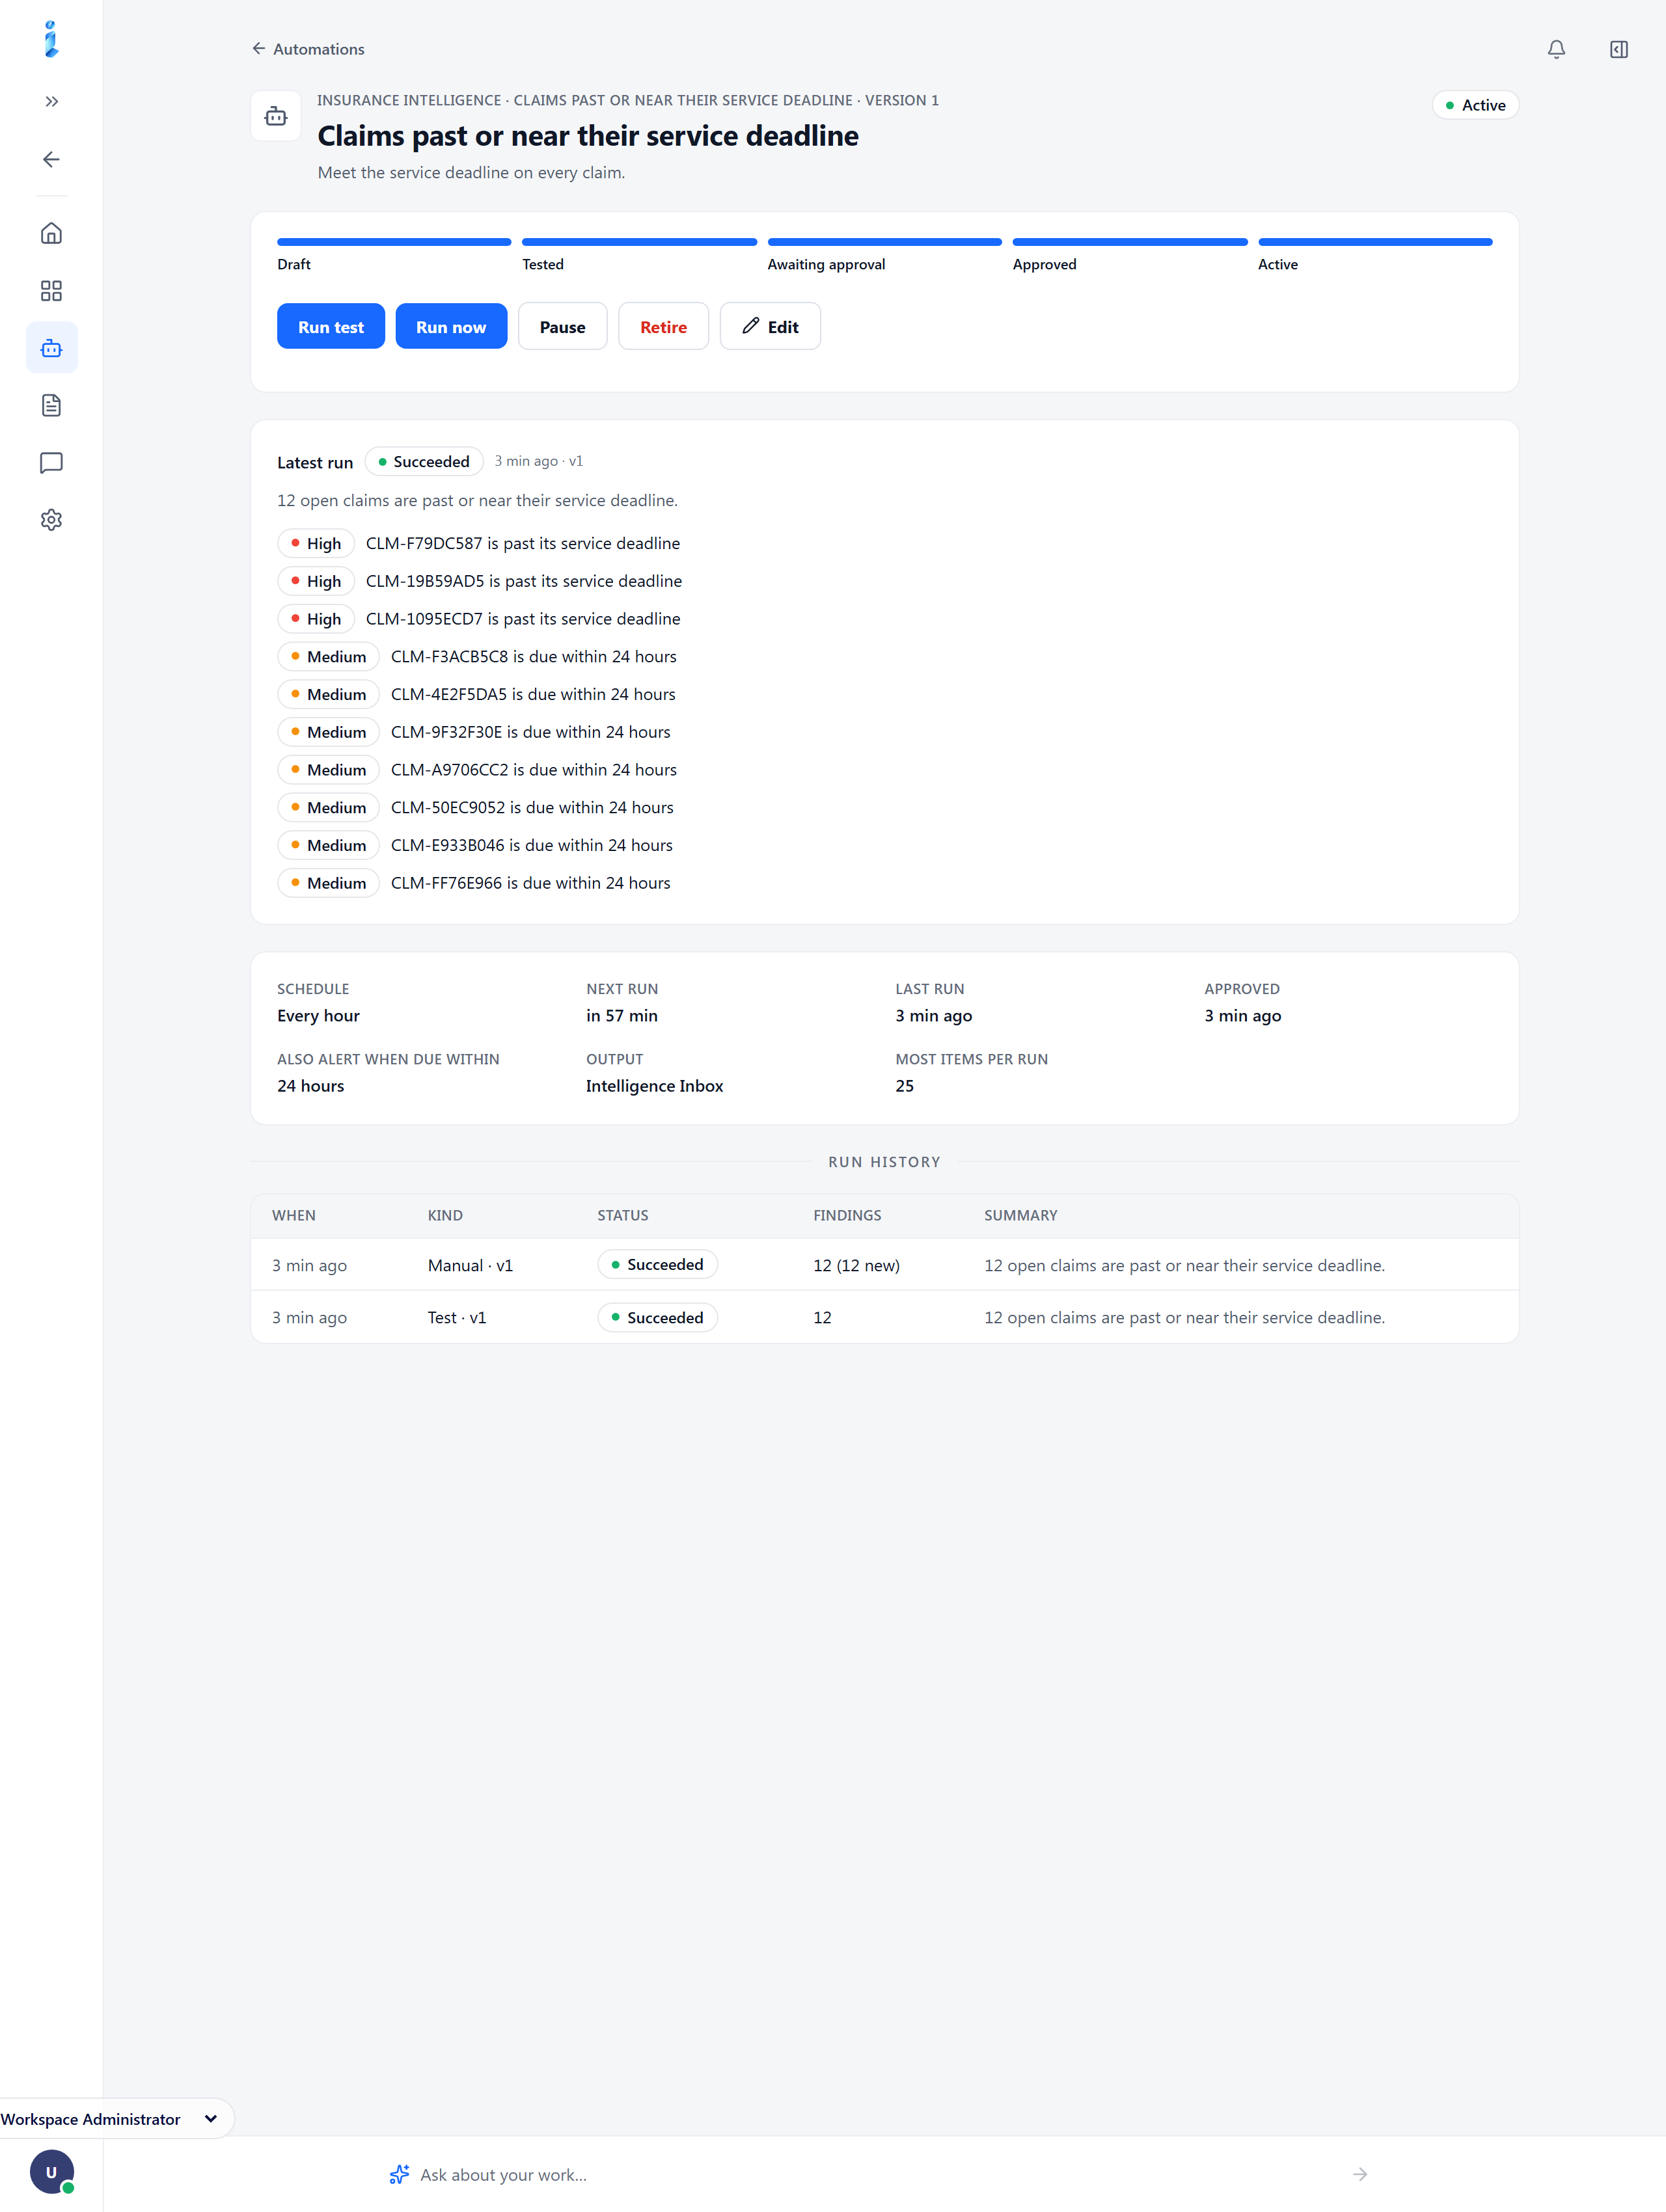 Automations
INSURANCE INTELLIGENCE · CLAIMS PAST OR NEAR THEIR SERVICE DEADLINE · VERSION 1
Active
Claims past or near their service deadline
Meet the service deadline on every claim.
Draft
Tested
Awaiting approval
Approved
Active
Run test
Run now
Pause
Retire
Edit
Latest run
Succeeded
3 min ago · v1
12 open claims are past or near their service deadline.
High CLM-F79DC587 is past its service deadline
High CLM-19B59AD5 is past its service deadline
High CLM-1095ECD7 is past its service deadline
Medium CLM-F3ACB5C8 is due within 24 hours
Medium CLM-4E2F5DA5 is due within 24 hours
Medium CLM-9F32F30E is due within 24 hours
Medium CLM-A9706CC2 is due within 24 hours
Medium CLM-50EC9052 is due within 24 hours
Medium CLM-E933B046 is due within 24 hours
Medium CLM-FF76E966 is due within 24 hours
SCHEDULE
Every hour
NEXT RUN
in 57 min
LAST RUN
3 min ago
APPROVED
3 min ago
ALSO ALERT WHEN DUE WITHIN
24 hours
OUTPUT
Intelligence Inbox
MOST ITEMS PER RUN
25
RUN HISTORY
WHEN KIND STATUS FINDINGS SUMMARY
3 min ago Manual · v1 Succeeded 12 (12 new) 12 open claims are past or near their service deadline.
3 min ago Test · v1 Succeeded 12 12 open claims are past or near their service deadline.
Workspace Administrator
U
Ask about your work...